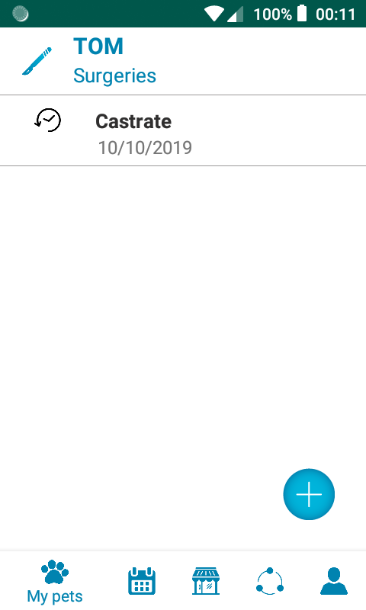 100% 00:11
TOM
Surgeries
Castrate
10/10/2019
My pets